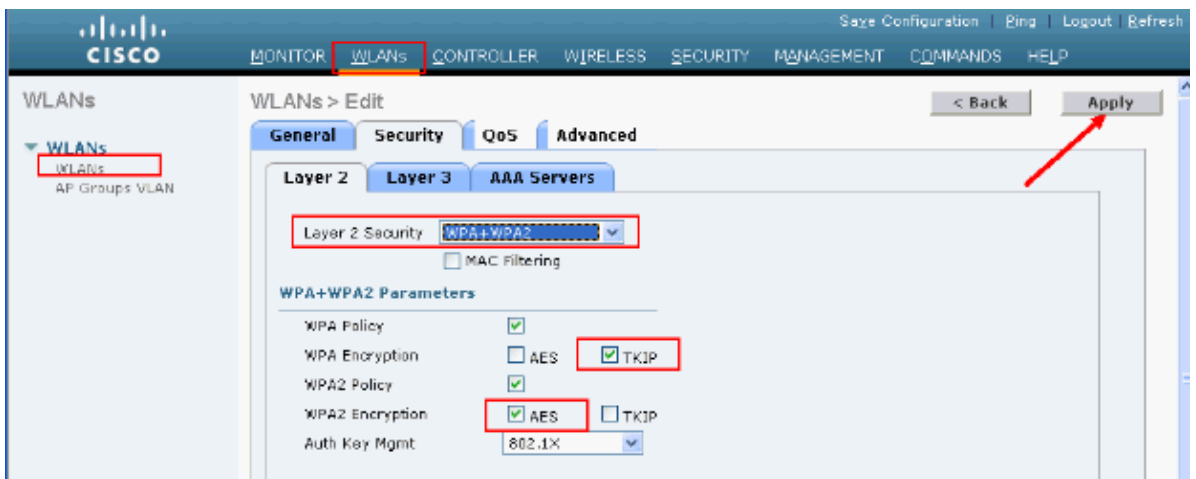 Save Configuration | Ping | Logout | Refresh
CISCO
MONITOR WLANs CONTROLLER WIRELESS SECURITY MANAGEMENT COMMANDS HELP
WLANs
WLANs
WLANs
AP Groups VLAN
WLANs > Edit
< Back
Apply
General Security QoS Advanced
Layer 2 Layer 3 AAA Servers
Layer 2 Security WPA+WPA2
MAC Filtering
WPA+WPA2 Parameters
WPA Policy
WPA Encryption AES TKIP
WPA2 Policy
WPA2 Encryption AES TKIP
Auth Key Mgmt 802.1X